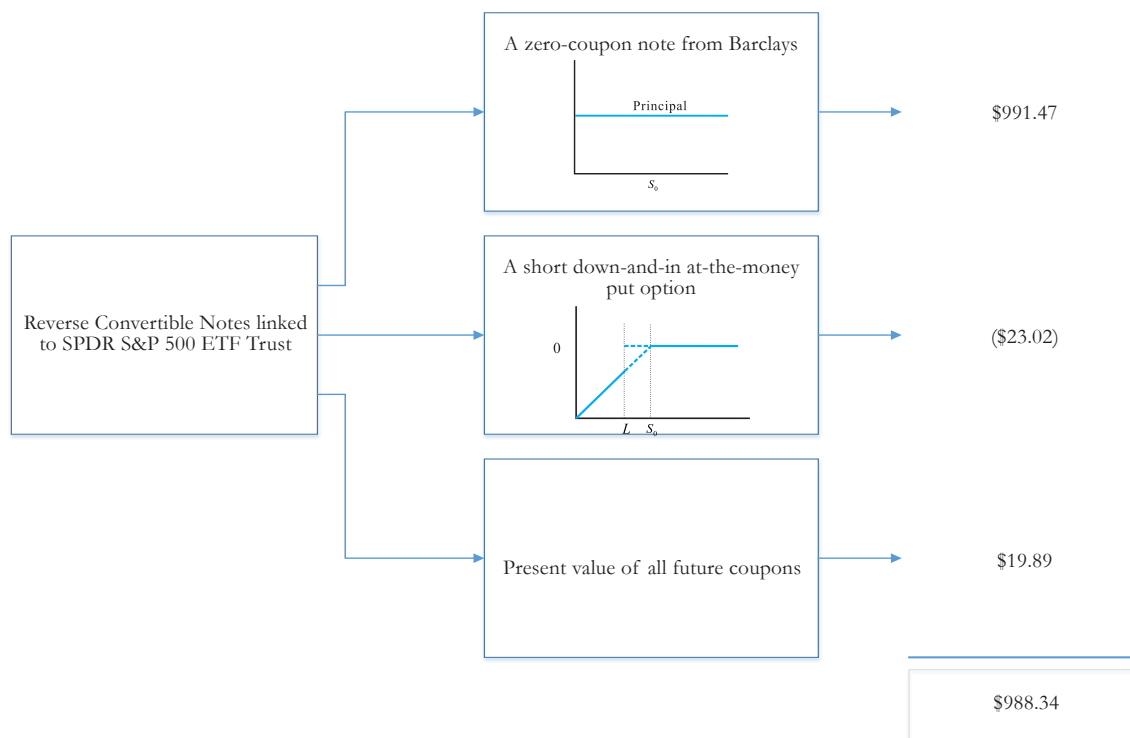 A zero-coupon note from Barclays
Principal
S₀
$991.47
Reverse Convertible Notes linked
to SPDR S&P 500 ETF Trust
A short down-and-in at-the-money
put option
0
L S₀
($23.02)
Present value of all future coupons
$19.89
$988.34